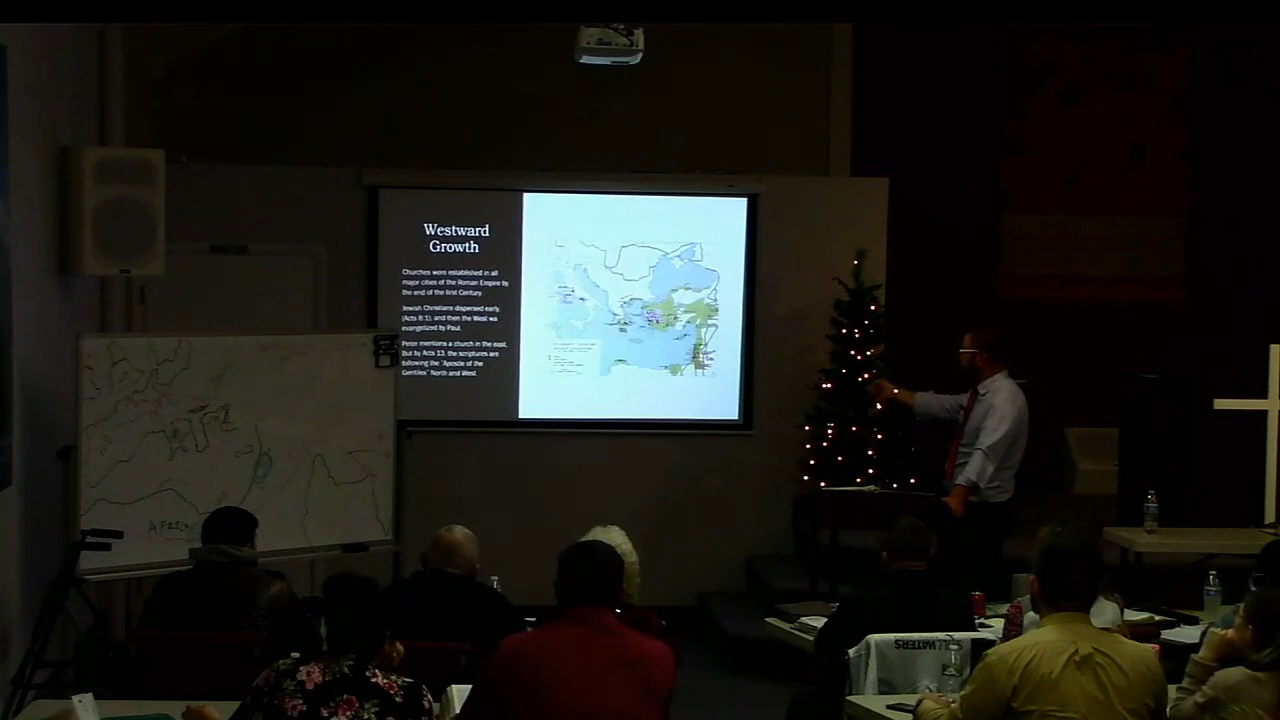 Westward
Growth
Churches were established in all
major cities of the Roman Empire by
the end of the first Century.
Jewish Christians dispersed early,
(Acts 8:1), and then the West wa
evangelized by Paul
Peter mentions a church in the east,
But by Acts 13, the scriptures are
following the "Apostle of the
Gentiles" North and West
AFRICA
WATERS